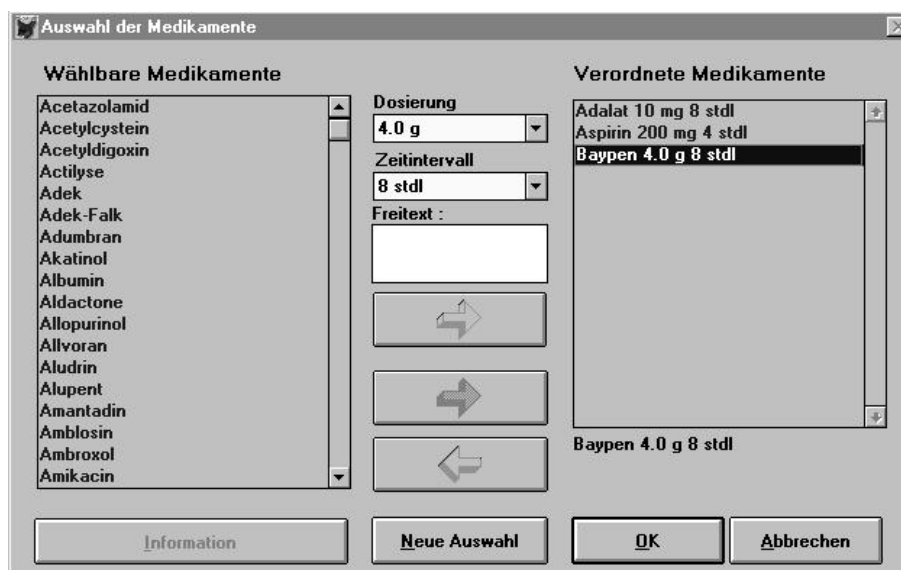 Auswahl der Medikamente
Wählbare Medikamente
Acetazolamid
Acetylcystein
Acetyldigoxin
Actilyse
Adek
Adek-Falk
Adumbran
Akatinol
Albumin
Aldactone
Allopurinol
Allvoran
Aludrin
Alupent
Amantadin
Amblosin
Ambroxol
Amikacin
Dosierung
4.0 g
Zeitintervall
8 stdl
Freitext :
Verordnete Medikamente
Adalat 10 mg 8 stdl
Aspirin 200 mg 4 stdl
Baypen 4.0 g 8 stdl
Baypen 4.0 g 8 stdl
Information
Neue Auswahl
OK
Abbrechen